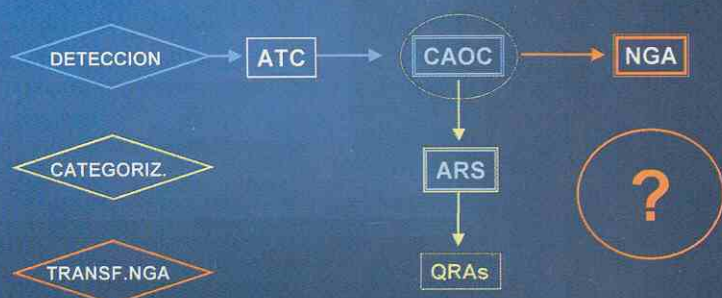 DETECCION
ATC
CAOC
NGA
CATEGORIZ.
ARS
?
TRANSF.NGA
QRAs